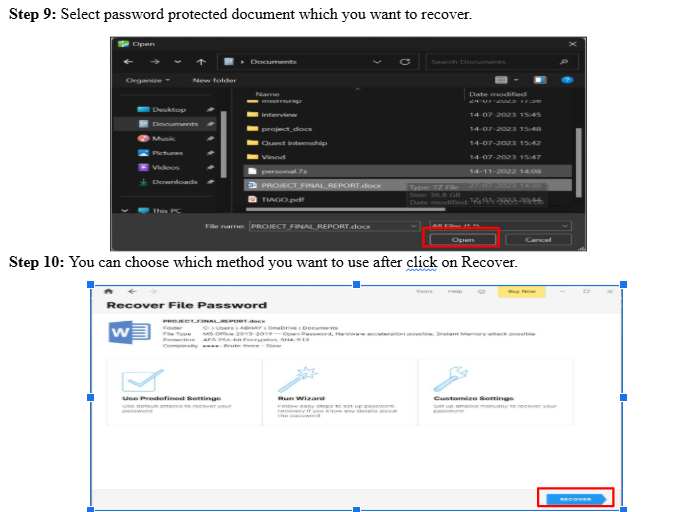 Step 9: Select password protected document which you want to recover.
Open
Documents
Search Documents
Organize
New folder
Name
Date modified
internship
24-07-2023 17:36
Desktop
interview
14-07-2023 15:45
Documents
project_docs
14-07-2023 15:48
Music
Quest internship
14-07-2023 15:42
Pictures
Vinod
14-07-2023 15:47
Videos
personal.7z
14-11-2022 14:08
Downloads
PROJECT_FINAL_REPORT.docx
Type: 7Z File
27-07-2023 14:30
Size: 36.8 GB
TIAGO.pdf
Date modified:
This PC
File name: PROJECT_FINAL_REPORT.docx
All Files (*.*)
Open
Cancel
Step 10: You can choose which method you want to use after click on Recover.
Tools
Help
Buy Now
Recover File Password
PROJECT_FINAL_REPORT.docx
Folder C:\Users\ABHAY\OneDrive\Documents
File Type MS Office 2013-2019 — Open Password, Hardware acceleration possible, Instant Memory attack possible
Protection AES 256-bit Encryption, SHA-512
Complexity Brute-force - Slow
Use Predefined Settings
Run Wizard
Customize Settings
Use default attacks to recover your
password
Follow easy steps to set up password
recovery if you know any details about
the password
Set up attacks manually to recover your
password
RECOVER